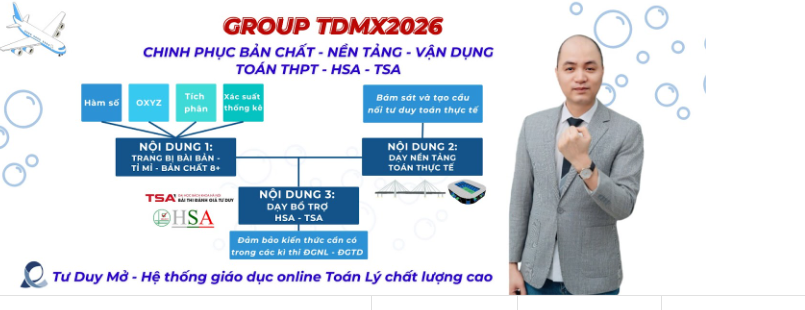 GROUP TDMX2026
CHINH PHỤC BẢN CHẤT - NỀN TẢNG - VẬN DỤNG
TOÁN THPT - HSA - TSA
Hàm số
OXYZ
Tích
phân
Xác suất
thống kê
Bám sát và tạo cầu
nối tư duy toán thực tế
NỘI DUNG 1:
TRANG BỊ BÀI BẢN -
TỈ MỈ - BẢN CHẤT 8+
NỘI DUNG 2:
DẠY NỀN TẢNG
TOÁN THỰC TẾ
NỘI DUNG 3:
DẠY BỔ TRỢ
HSA - TSA
TSA
BÀI THI ĐÁNH GIÁ TƯ DUY
HSA
Đảm bảo kiến thức cần có
trong các kì thi ĐGNL - ĐGTD
Tư Duy Mở - Hệ thống giáo dục online Toán Lý chất lượng cao